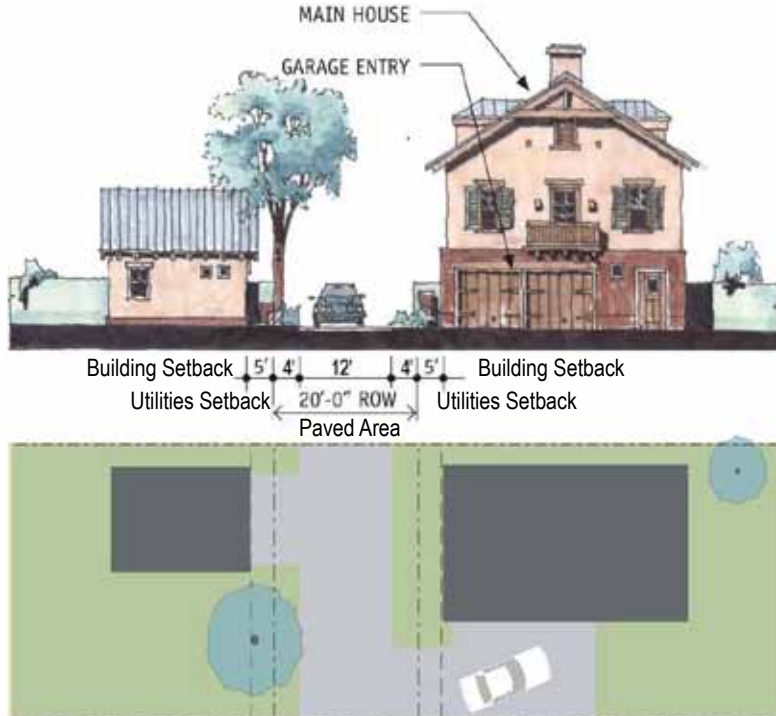 MAIN HOUSE
GARAGE ENTRY
Building Setback 5' 4' 12' 4' 5' Building Setback
Utilities Setback 20'-0" ROW Utilities Setback
Paved Area